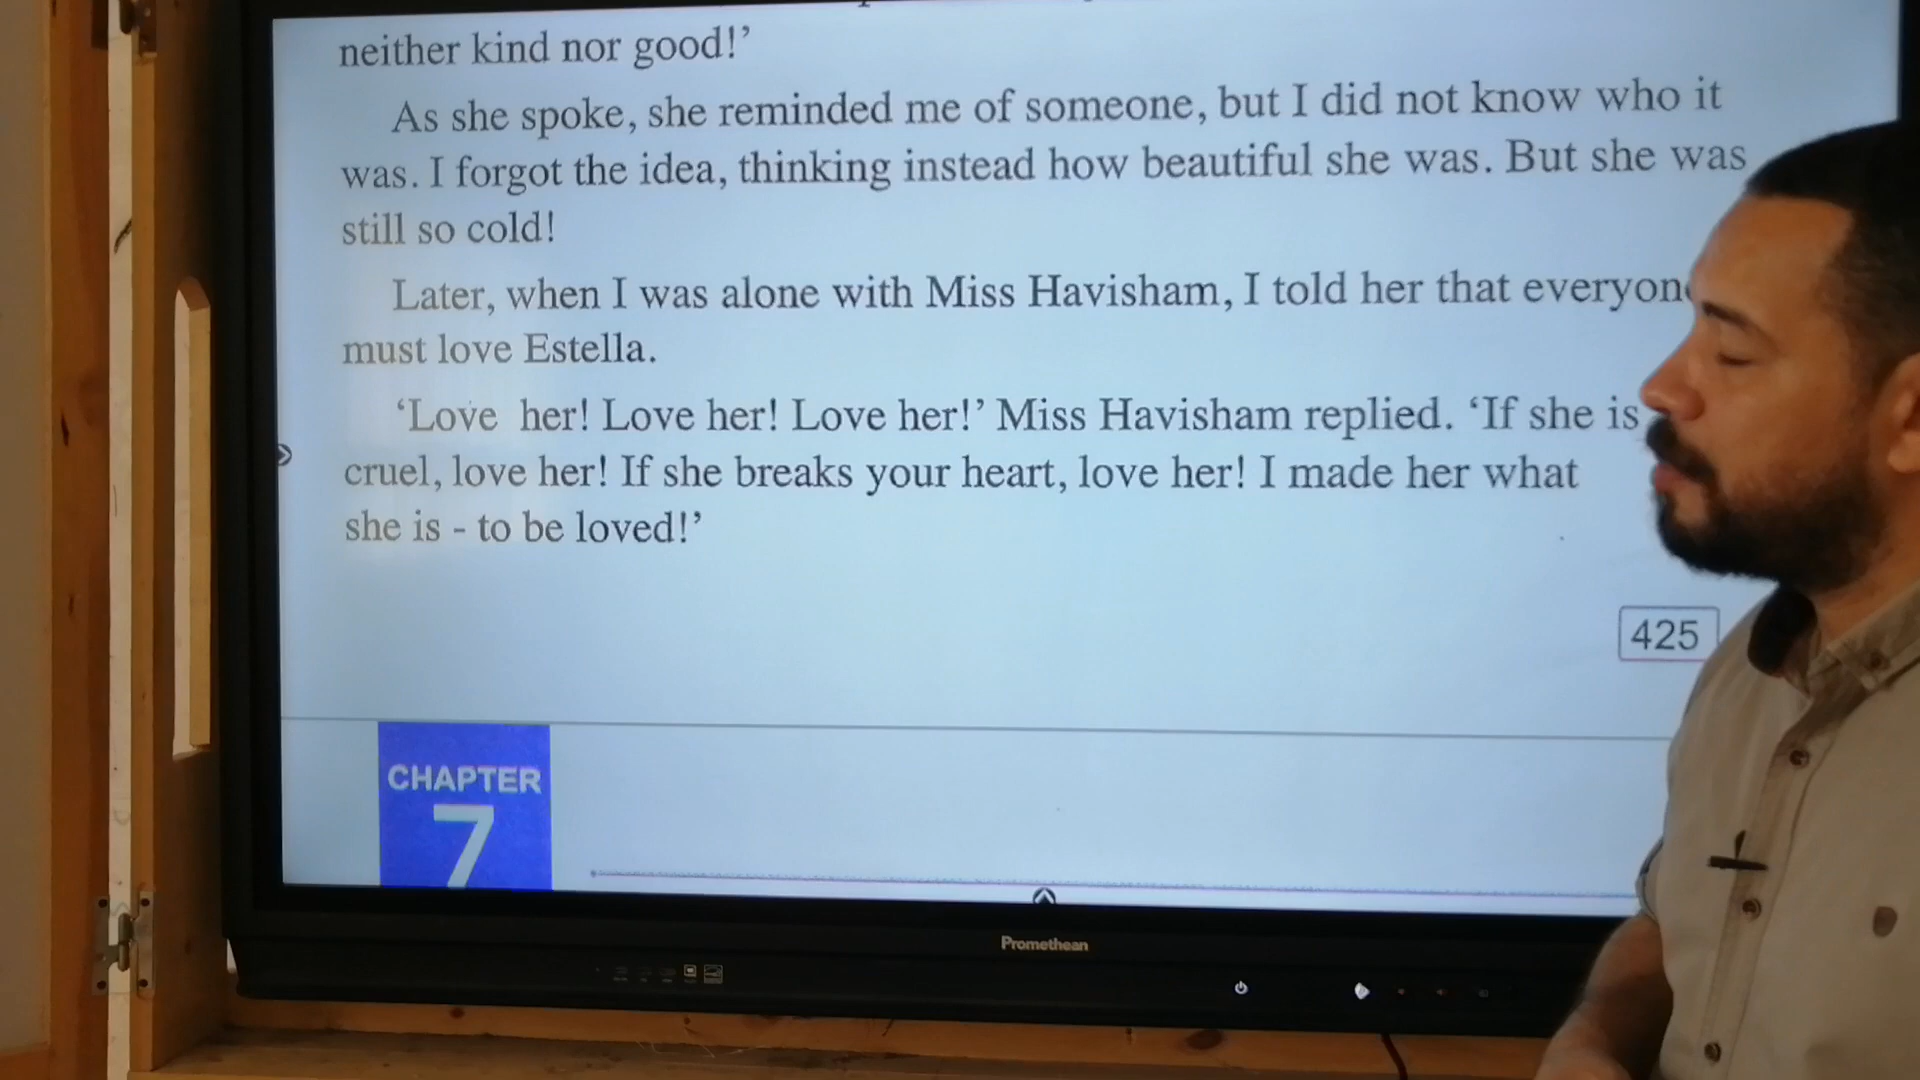 neither kind nor good!’
As she spoke, she reminded me of someone, but I did not know who it
was. I forgot the idea, thinking instead how beautiful she was. But she was
still so cold!
Later, when I was alone with Miss Havisham, I told her that everyone
must love Estella.
‘Love her! Love her! Love her!’ Miss Havisham replied. ‘If she is
cruel, love her! If she breaks your heart, love her! I made her what
she is - to be loved!’
425
CHAPTER
7
Promethean